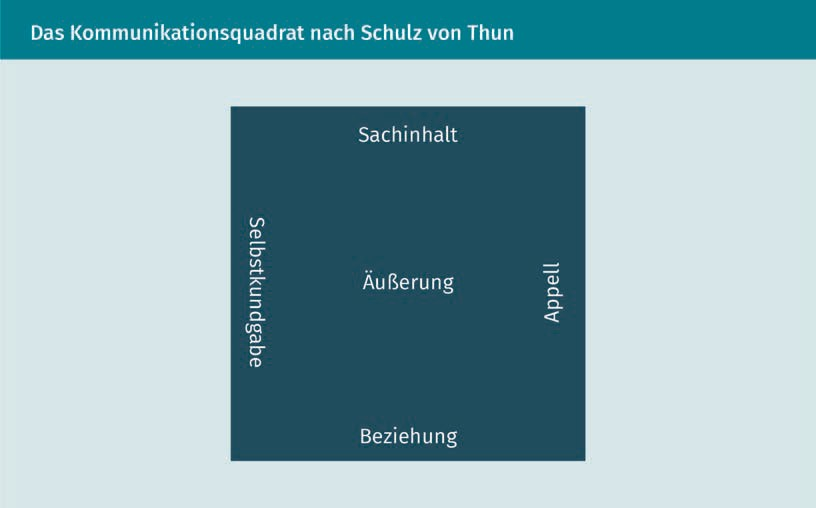 Das Kommunikationsquadrat nach Schulz von Thun
Sachinhalt
Selbstkundgabe
Äußerung
Appell
Beziehung